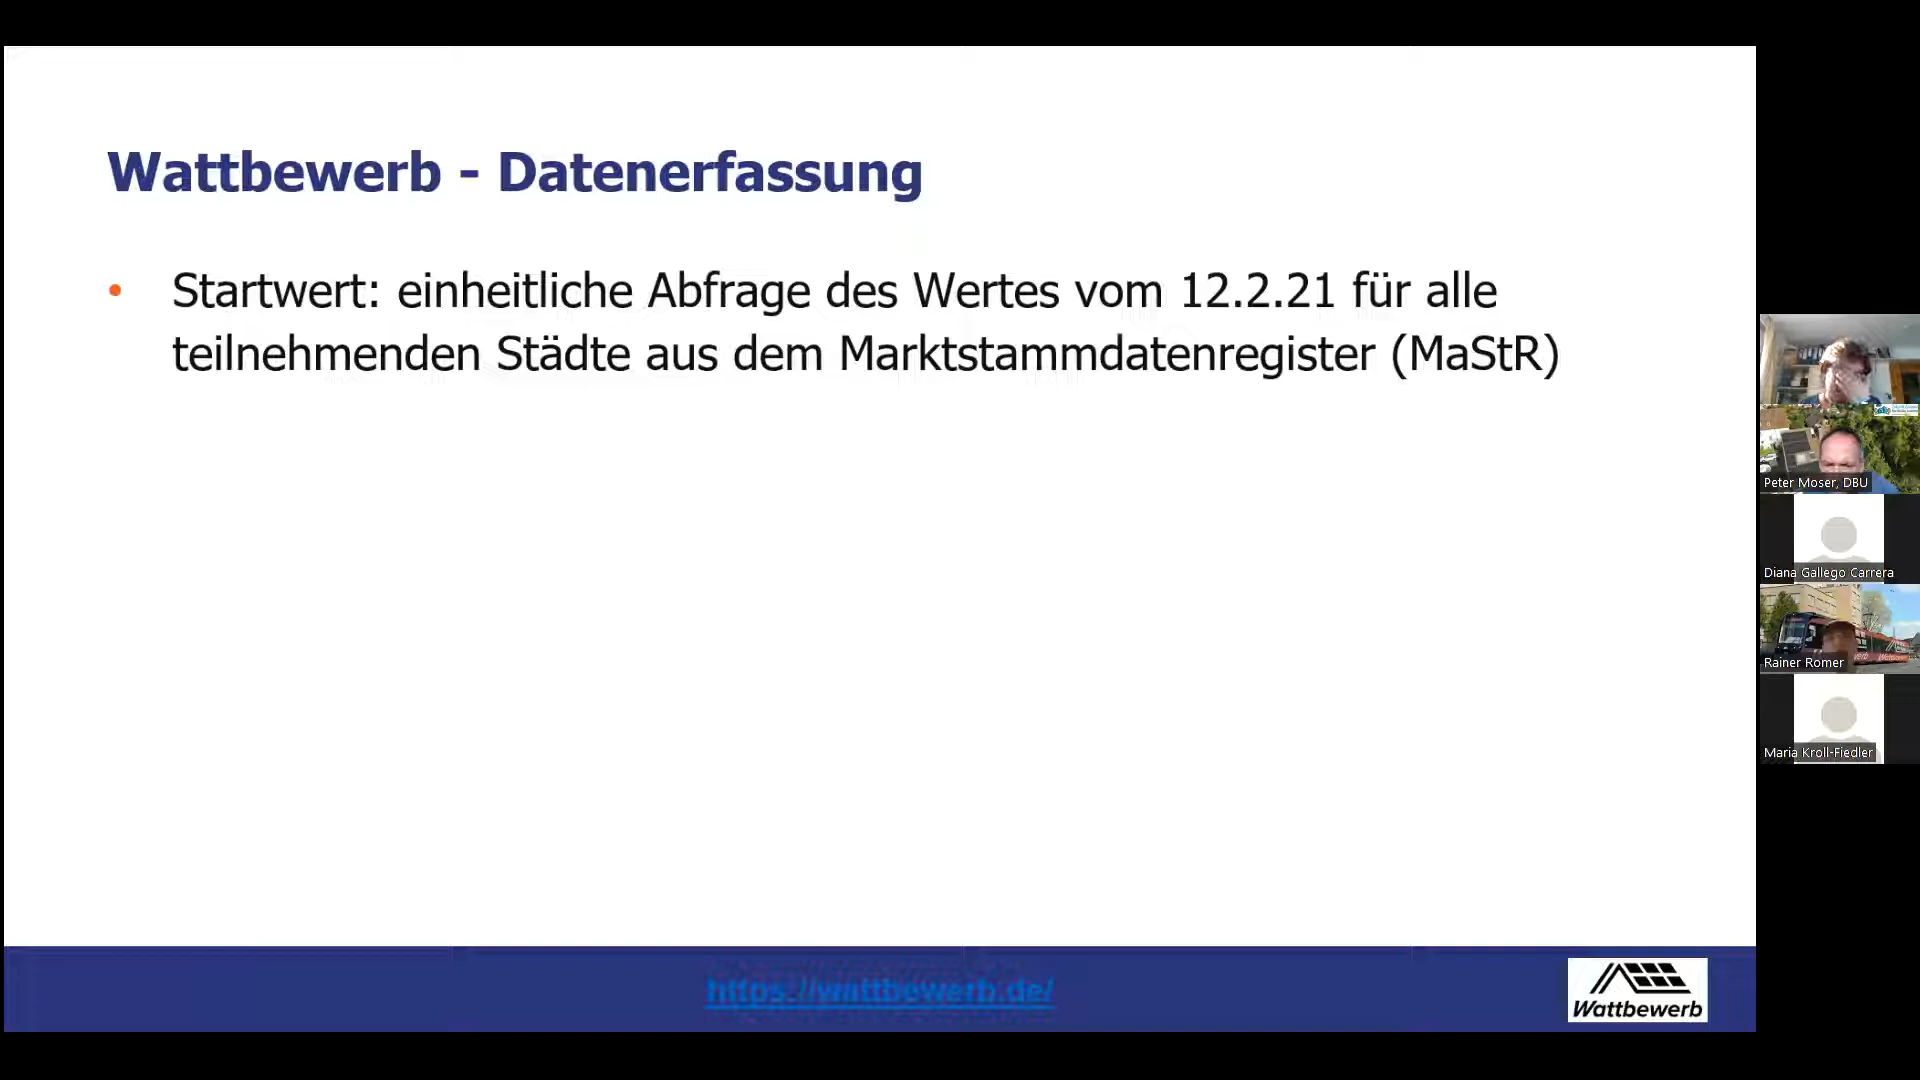 Wattbewerb - Datenerfassung
• Startwert: einheitliche Abfrage des Wertes vom 12.2.21 für alle
teilnehmenden Städte aus dem Marktstammdatenregister (MaStR)
https://wattbewerb.de/
Wattbewerb
Peter Moser, DBU
Diana Gallego Carrera
Rainer Romer
Maria Kroll-Fiedler